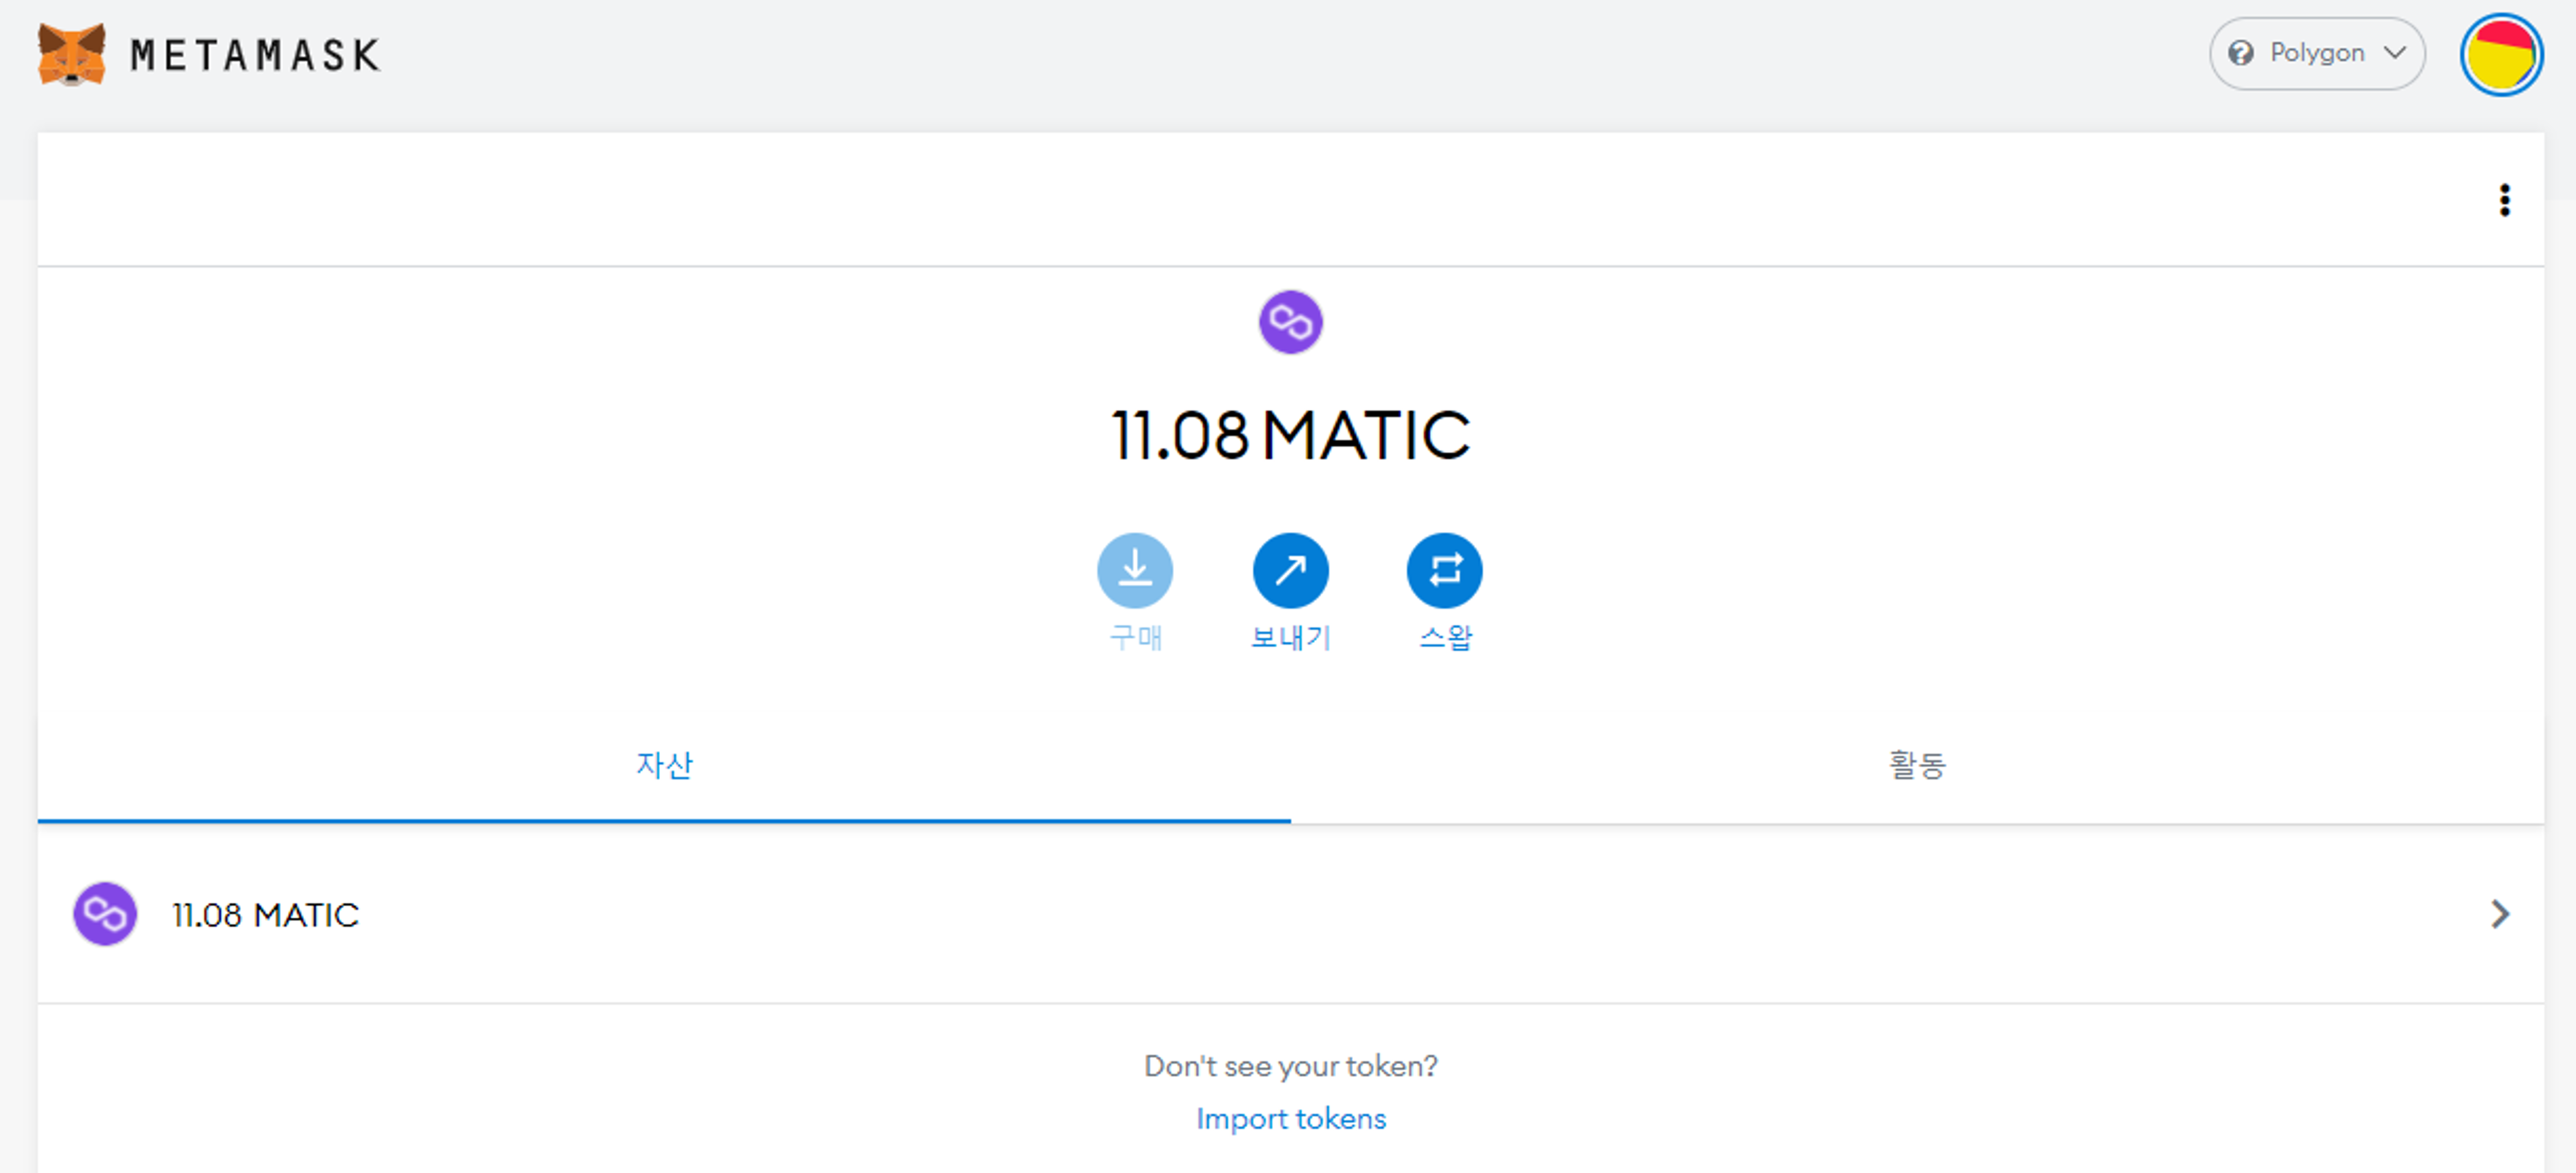 METAMASK
Polygon
11.08 MATIC
구매
보내기
스왑
자산
활동
11.08 MATIC
Don't see your token?
Import tokens